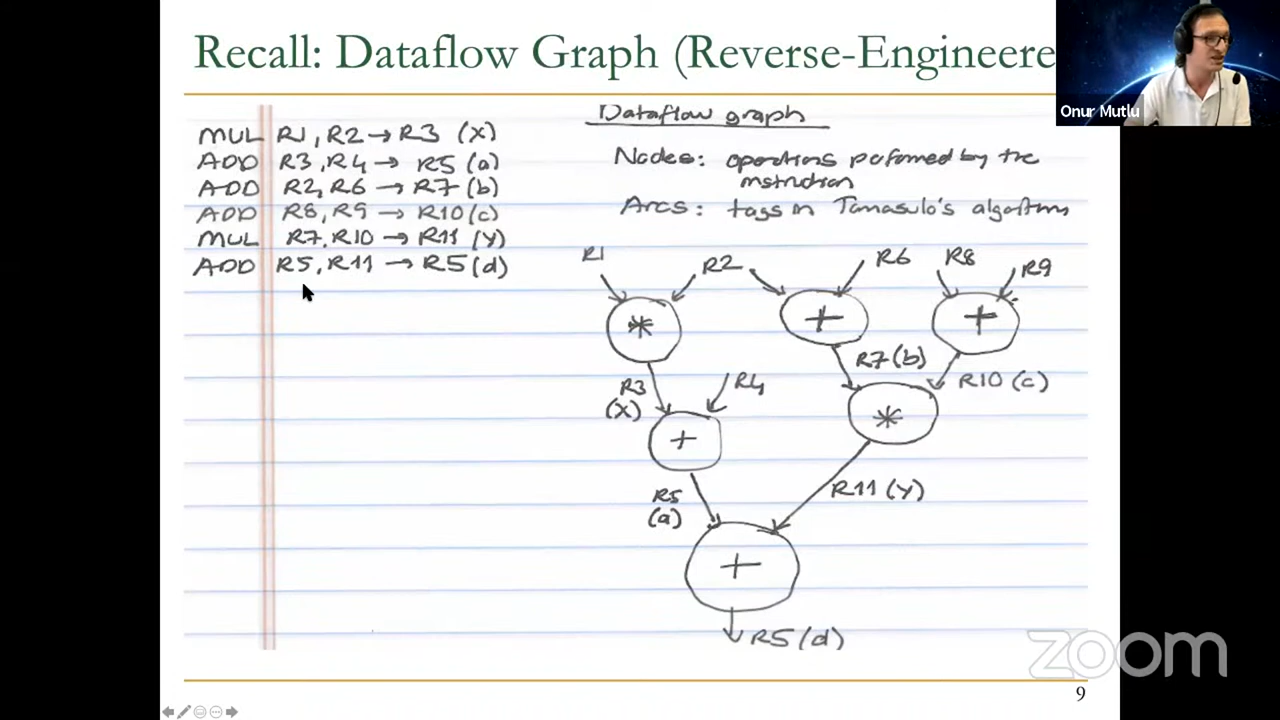 Recall: Dataflow Graph (Reverse-Engineere
Onur Mutlu
MUL R1, R2 → R3 (X)
ADD R3, R4 → R5 (a)
ADD R2, R6 → R7 (b)
ADD R8, R9 → R10 (c)
MUL R7, R10 → R11 (Y)
ADD R5, R11 → R5 (d)
Dataflow graph
Nodes: operations performed by the
instruction
Arcs: tags in Tomasulo's algorithm
R1 R2 R6 R8 R9
* + +
R7 (b)
R3 R4 R10 (c)
(X)
+ *
R5 R11 (Y)
(a)
+
R5 (d)
zoom
9